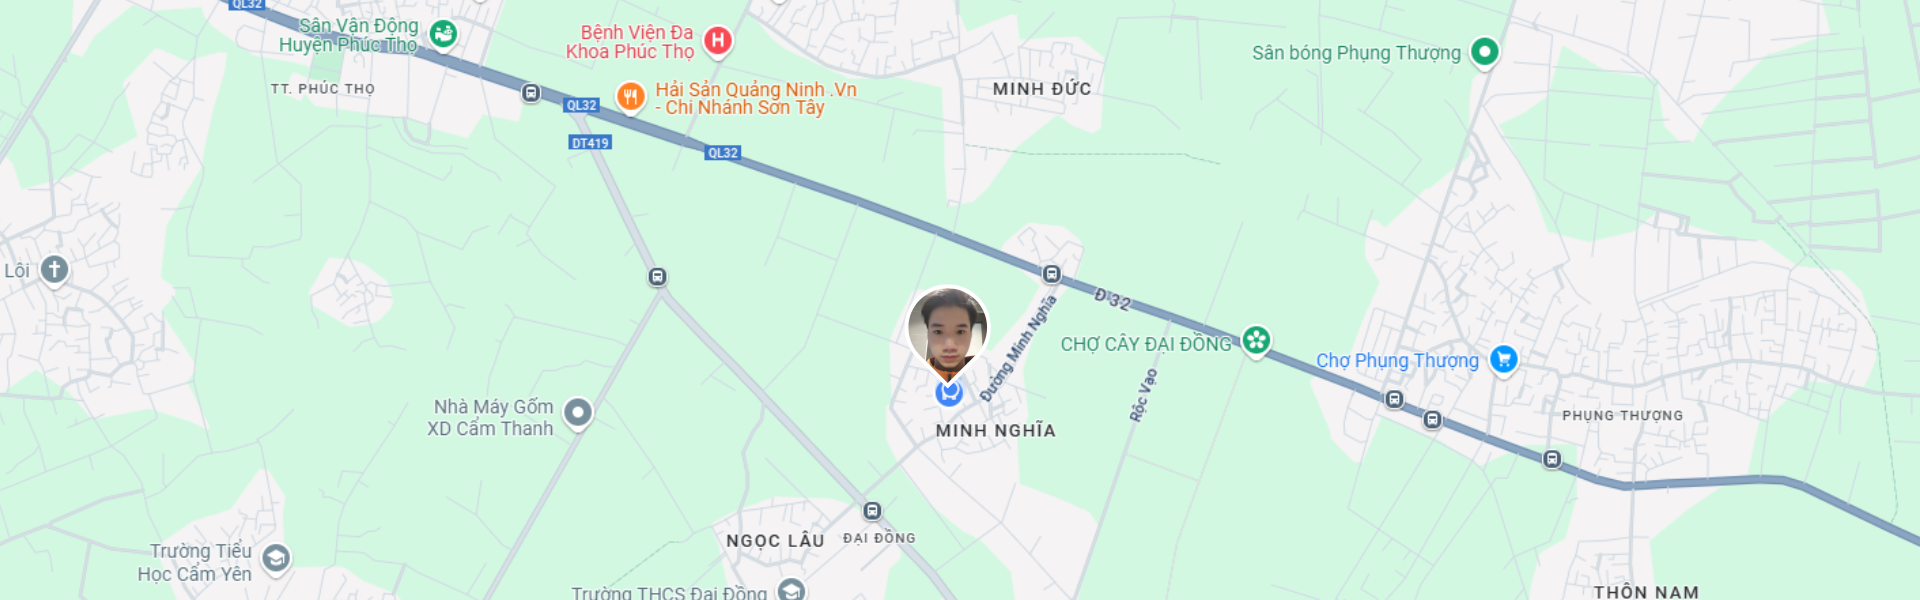 QL32
Sân Vận Động
Huyện Phúc Thọ
Bệnh Viện Đa
Khoa Phúc Thọ
Sân bóng Phụng Thượng
TT. PHÚC THỌ
MINH ĐỨC
Hải Sản Quảng Ninh .Vn
- Chi Nhánh Sơn Tây
QL32
DT419
QL32
Lôi
Đ 32
Đường Minh Nghĩa
CHỢ CÂY ĐẠI ĐỒNG
Chợ Phụng Thượng
Rộc Vạo
Nhà Máy Gốm
XD Cẩm Thanh
PHỤNG THƯỢNG
MINH NGHĨA
NGỌC LÂU
ĐẠI ĐỒNG
Trường Tiểu
Học Cẩm Yên
Trường THCS Đại Đồng
THÔN NAM